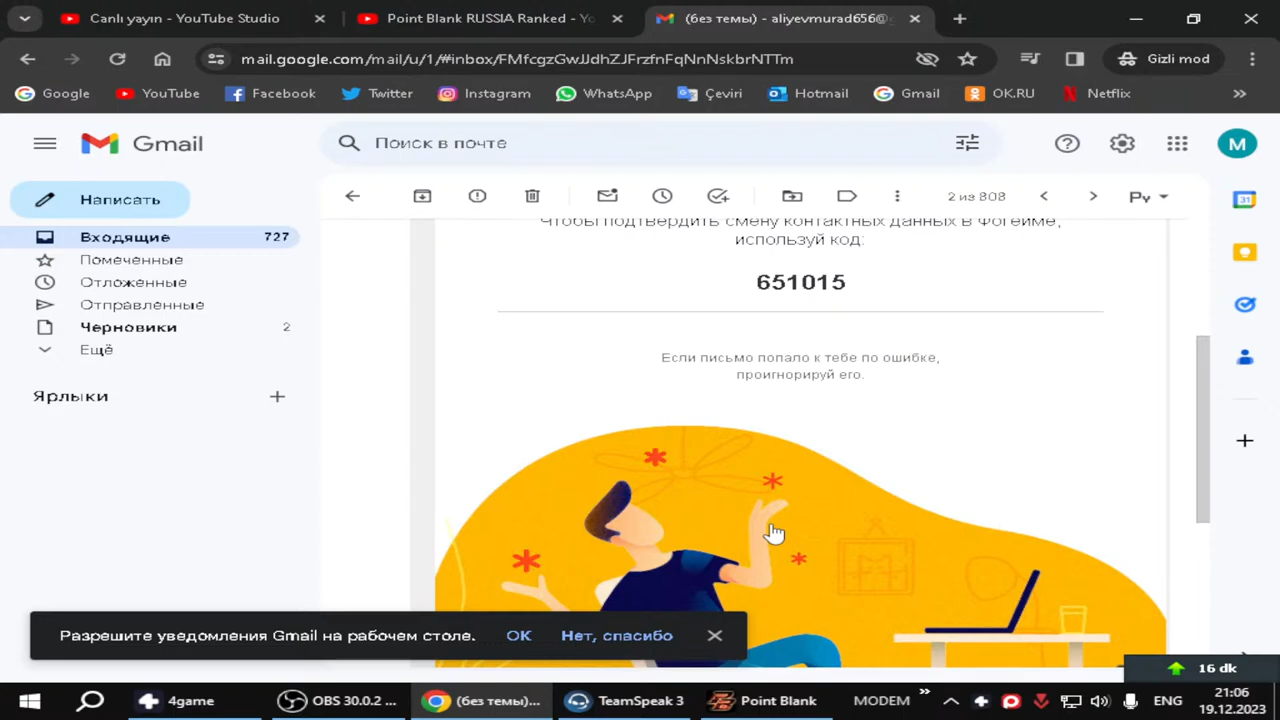 Canlı yayın - YouTube Studio
Point Blank RUSSIA Ranked - Yo
(без темы) - aliyevmurad656@
mail.google.com/mail/u/1/#inbox/FMfcgzGwJJdhZJFrzfnFqNnNskbrNTTm
Gizli mod
Google
YouTube
Facebook
Twitter
Instagram
WhatsApp
Çeviri
Hotmail
Gmail
OK.RU
Netflix
Gmail
Поиск в почте
M
Написать
2 из 808
Ру
Входящие 727
Помеченные
Отложенные
Отправленные
Черновики 2
Ещё
Ярлыки
Чтобы подтвердить смену контактных данных в Фогейме,
используй код:
651015
Если письмо попало к тебе по ошибке,
проигнорируй его.
Разрешите уведомления Gmail на рабочем столе.
ОК
Нет, спасибо
16 dk
4game
OBS 30.0.2 ...
(без темы)...
TeamSpeak 3
Point Blank
MODEM
ENG
21:06
19.12.2023